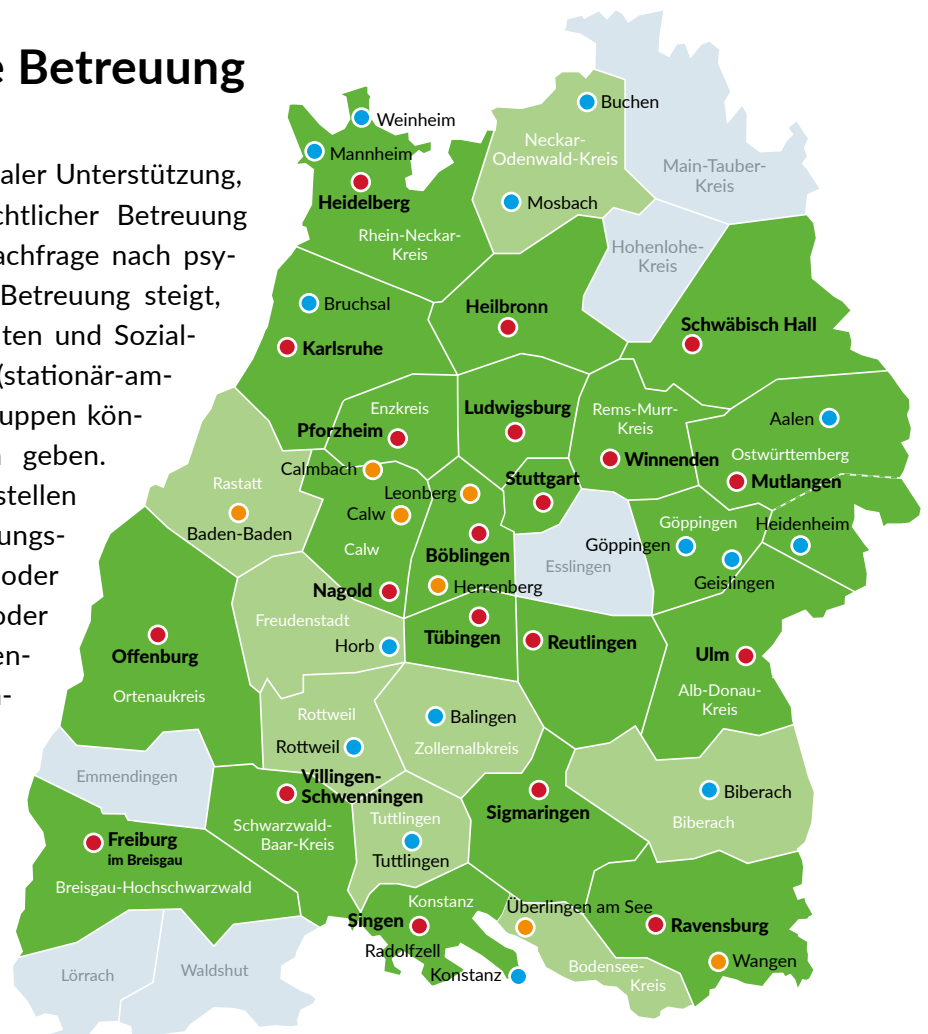 e Betreuung
aler Unterstützung,
chtlicher Betreuung
achfrage nach psy-
Betreuung steigt,
ten und Sozial-
(stationär-am-
uppen kön-
geben.
stellen
ungs-
oder
oder
en-
Buchen
Weinheim
Neckar-
Odenwald-Kreis
Mannheim
Main-Tauber-
Kreis
Heidelberg
Mosbach
Rhein-Neckar-
Kreis
Hohenlohe-
Kreis
Bruchsal
Heilbronn
Schwäbisch Hall
Karlsruhe
Enzkreis
Ludwigsburg
Rems-Murr-
Kreis
Aalen
Pforzheim
Ostwürttemberg
Winnenden
Calmbach
Stuttgart
Mutlangen
Rastatt
Leonberg
Calw
Göppingen
Heidenheim
Baden-Baden
Calw
Böblingen
Göppingen
Esslingen
Geislingen
Nagold
Herrenberg
Freudenstadt
Tübingen
Reutlingen
Horb
Offenburg
Ulm
Ortenaukreis
Alb-Donau-
Kreis
Rottweil
Balingen
Rottweil
Zollernalbkreis
Emmendingen
Villingen-
Schwenningen
Biberach
Sigmaringen
Tuttlingen
Biberach
Schwarzwald-
Baar-Kreis
Freiburg
im Breisgau
Tuttlingen
Breisgau-Hochschwarzwald
Konstanz
Überlingen am See
Singen
Ravensburg
Radolfzell
Wangen
Bodensee-
Kreis
Lörrach
Waldshut
Konstanz